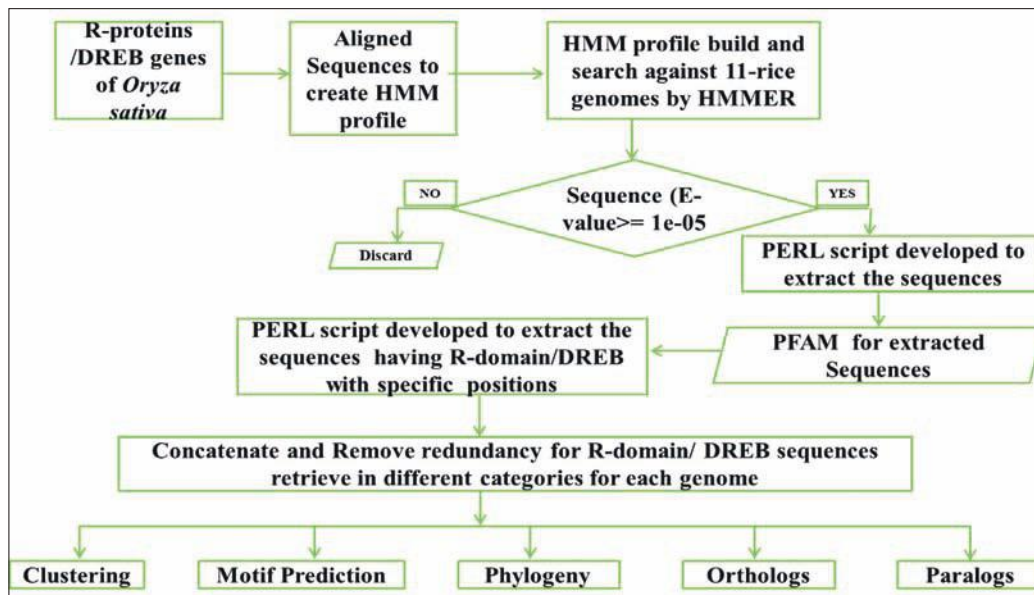 R-proteins
/DREB genes
of Oryza
sativa
Aligned
Sequences to
create HMM
profile
HMM profile build and
search against 11-rice
genomes by HMMER
NO
Sequence (E-
value>= 1e-05
YES
Discard
PERL script developed to
extract the sequences
PERL script developed to extract the
sequences having R-domain/DREB
with specific positions
PFAM for extracted
Sequences
Concatenate and Remove redundancy for R-domain/ DREB sequences
retrieve in different categories for each genome
Clustering
Motif Prediction
Phylogeny
Orthologs
Paralogs